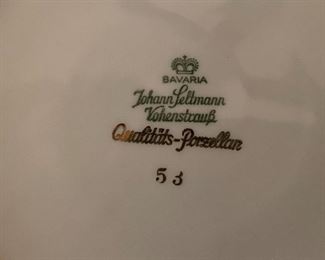 BAVARIA
Johann Seltmann
Vohenstrauß
Qualitäts-Porzellan
53